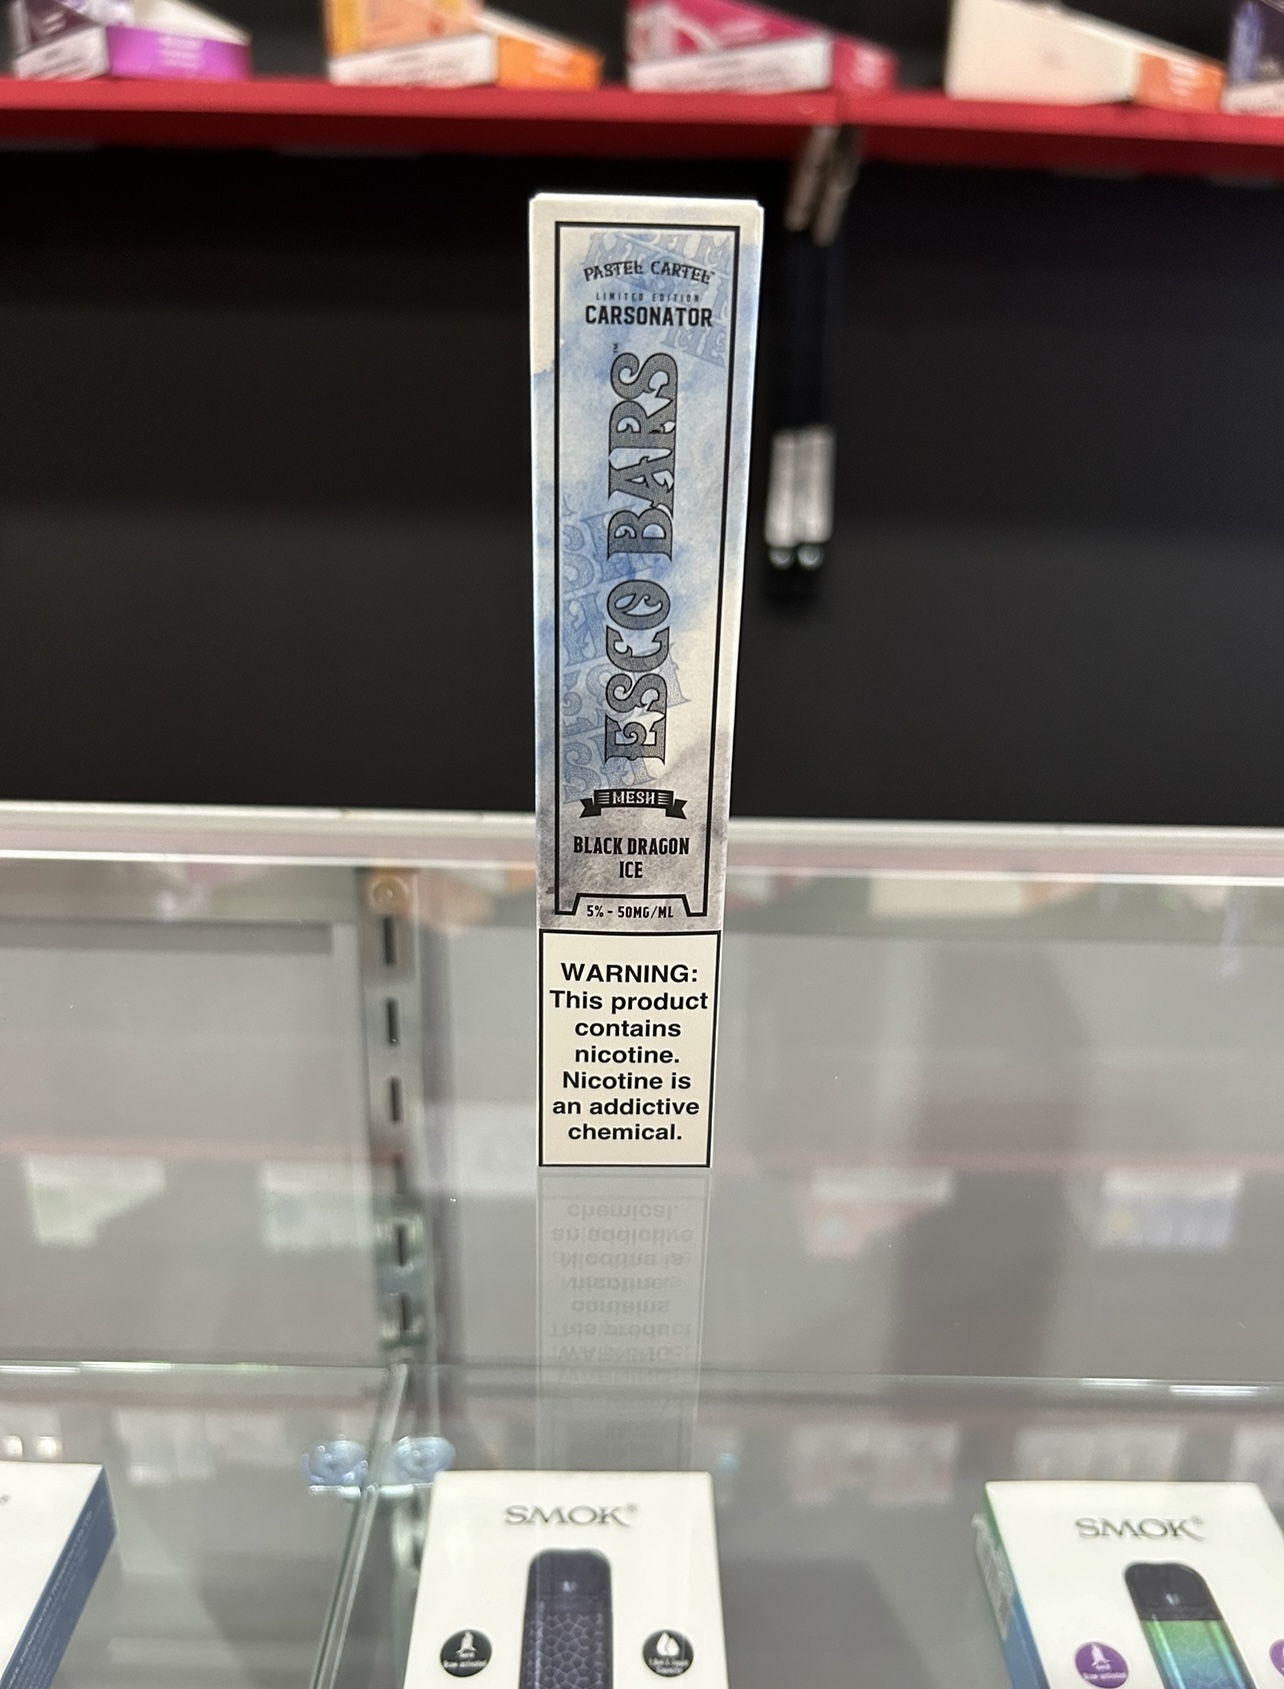 PASTEL CARTEL
LIMITED EDITION
CARSONATOR
ESCO BARS™
MESH
BLACK DRAGON
ICE
5% - 50MG/ML
WARNING:
This product
contains
nicotine.
Nicotine is
an addictive
chemical.
SMOK®
SMOK®